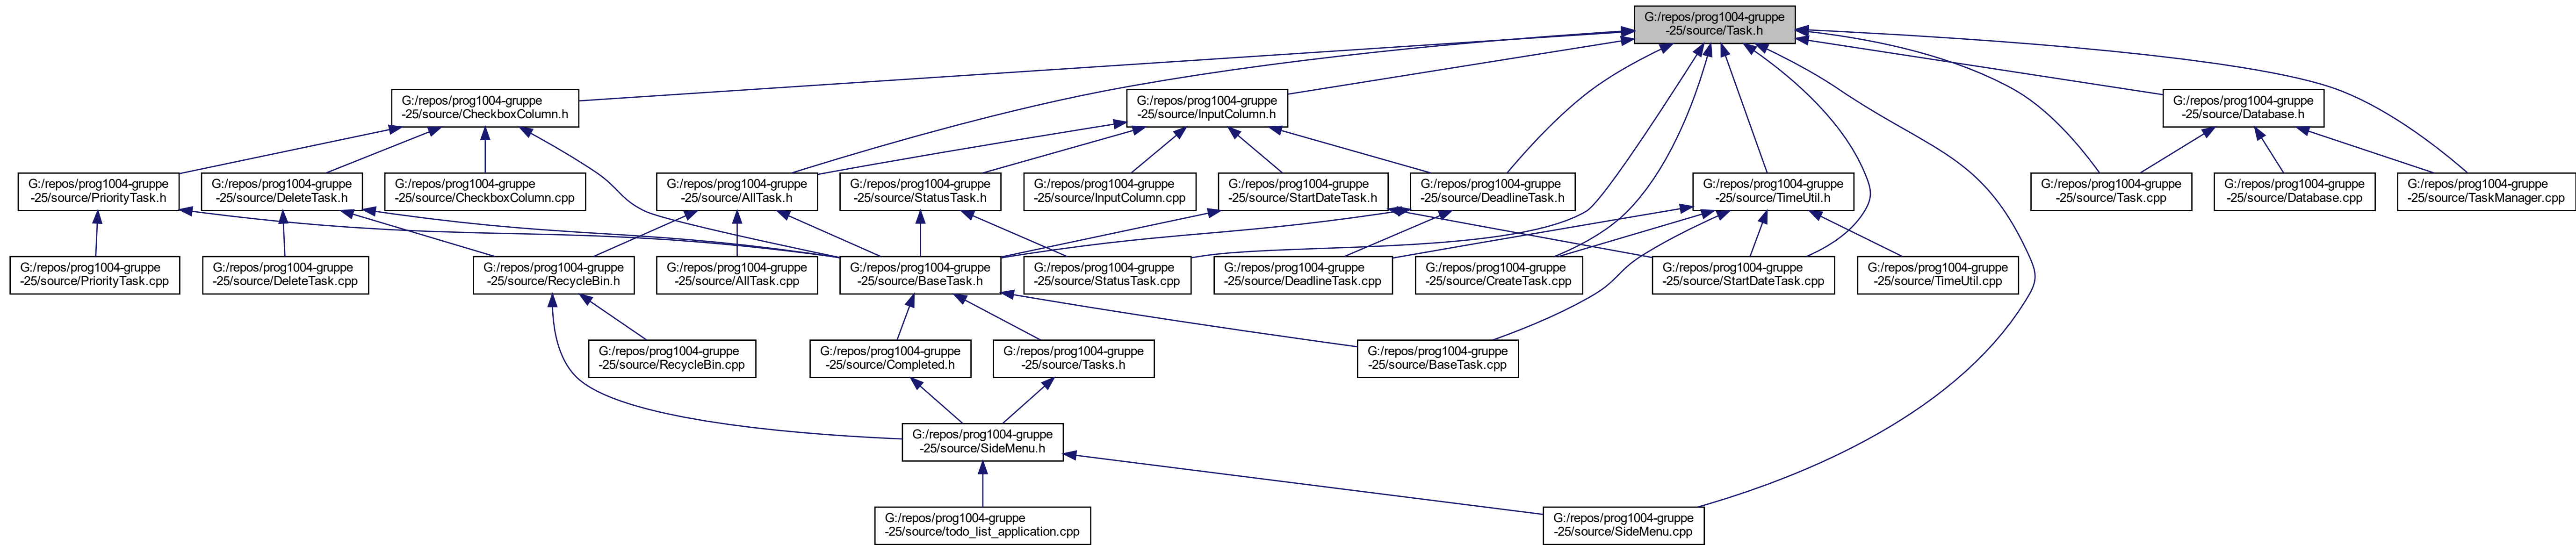 G:/repos/prog1004-gruppe
-25/source/Task.h
G:/repos/prog1004-gruppe
-25/source/CheckboxColumn.h
G:/repos/prog1004-gruppe
-25/source/InputColumn.h
G:/repos/prog1004-gruppe
-25/source/Database.h
G:/repos/prog1004-gruppe
-25/source/PriorityTask.h
G:/repos/prog1004-gruppe
-25/source/DeleteTask.h
G:/repos/prog1004-gruppe
-25/source/CheckboxColumn.cpp
G:/repos/prog1004-gruppe
-25/source/AllTask.h
G:/repos/prog1004-gruppe
-25/source/StatusTask.h
G:/repos/prog1004-gruppe
-25/source/InputColumn.cpp
G:/repos/prog1004-gruppe
-25/source/StartDateTask.h
G:/repos/prog1004-gruppe
-25/source/DeadlineTask.h
G:/repos/prog1004-gruppe
-25/source/TimeUtil.h
G:/repos/prog1004-gruppe
-25/source/Task.cpp
G:/repos/prog1004-gruppe
-25/source/Database.cpp
G:/repos/prog1004-gruppe
-25/source/TaskManager.cpp
G:/repos/prog1004-gruppe
-25/source/PriorityTask.cpp
G:/repos/prog1004-gruppe
-25/source/DeleteTask.cpp
G:/repos/prog1004-gruppe
-25/source/RecycleBin.h
G:/repos/prog1004-gruppe
-25/source/AllTask.cpp
G:/repos/prog1004-gruppe
-25/source/BaseTask.h
G:/repos/prog1004-gruppe
-25/source/StatusTask.cpp
G:/repos/prog1004-gruppe
-25/source/DeadlineTask.cpp
G:/repos/prog1004-gruppe
-25/source/CreateTask.cpp
G:/repos/prog1004-gruppe
-25/source/StartDateTask.cpp
G:/repos/prog1004-gruppe
-25/source/TimeUtil.cpp
G:/repos/prog1004-gruppe
-25/source/RecycleBin.cpp
G:/repos/prog1004-gruppe
-25/source/Completed.h
G:/repos/prog1004-gruppe
-25/source/Tasks.h
G:/repos/prog1004-gruppe
-25/source/BaseTask.cpp
G:/repos/prog1004-gruppe
-25/source/SideMenu.h
G:/repos/prog1004-gruppe
-25/source/todo_list_application.cpp
G:/repos/prog1004-gruppe
-25/source/SideMenu.cpp